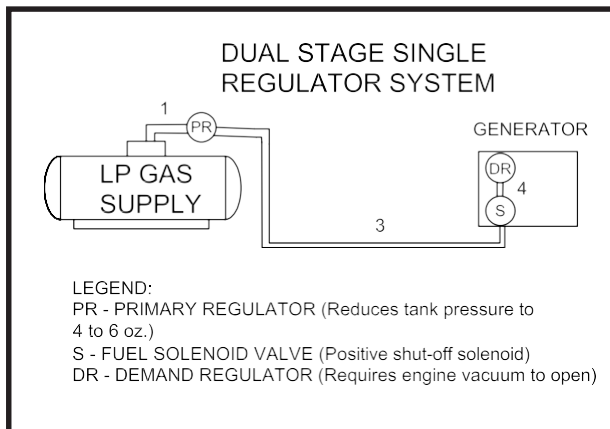 DUAL STAGE SINGLE
REGULATOR SYSTEM
1
PR
GENERATOR
LP GAS
SUPPLY
DR
4
S
3
LEGEND:
PR - PRIMARY REGULATOR (Reduces tank pressure to
4 to 6 oz.)
S - FUEL SOLENOID VALVE (Positive shut-off solenoid)
DR - DEMAND REGULATOR (Requires engine vacuum to open)